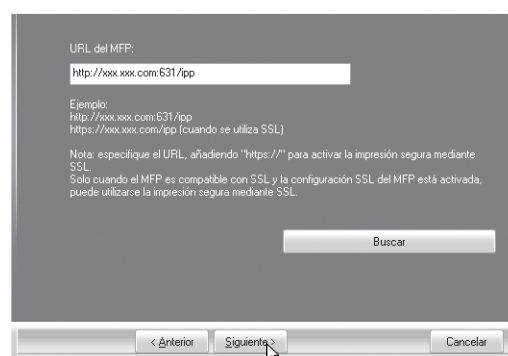 URL del MFP:
http://xxx.xxx.com:631/ipp
Ejemplo:
http://xxx.xxx.com:631/ipp
https://xxx.xxx.com/ipp (cuando se utiliza SSL)
Nota: especifique el URL, añadiendo "https://" para activar la impresión segura mediante
SSL.
Solo cuando el MFP es compatible con SSL y la configuración SSL del MFP está activada,
puede utilizarse la impresión segura mediante SSL.
Buscar
< Anterior
Siguiente >
Cancelar